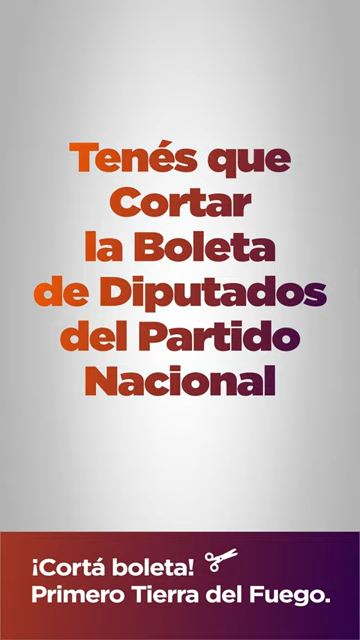 Tenés que
Cortar
la Boleta
de Diputados
del Partido
Nacional
¡Cortá boleta!
Primero Tierra del Fuego.